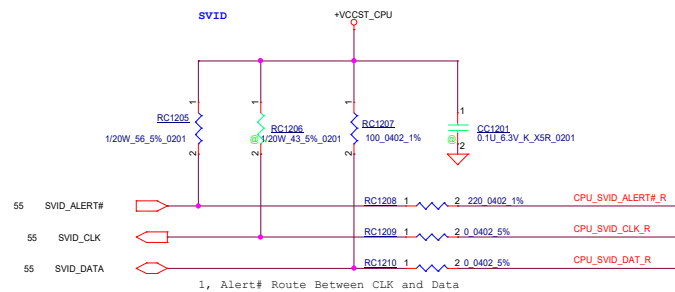 SVID
+VCCST_CPU
1
1
1
1
RC1205
RC1206
RC1207
CC1201
1/20W_56_5%_0201
@
1/20W_43_5%_0201
100_0402_1%
@
0.1U_6.3V_K_X5R_0201
2
2
2
2
55 SVID_ALERT# RC1208 1 2 220_0402_1% CPU_SVID_ALERT#_R
55 SVID_CLK RC1209 1 2 0_0402_5% CPU_SVID_CLK_R
55 SVID_DATA RC1210 1 2 0_0402_5% CPU_SVID_DAT_R
1, Alert# Route Between CLK and Data